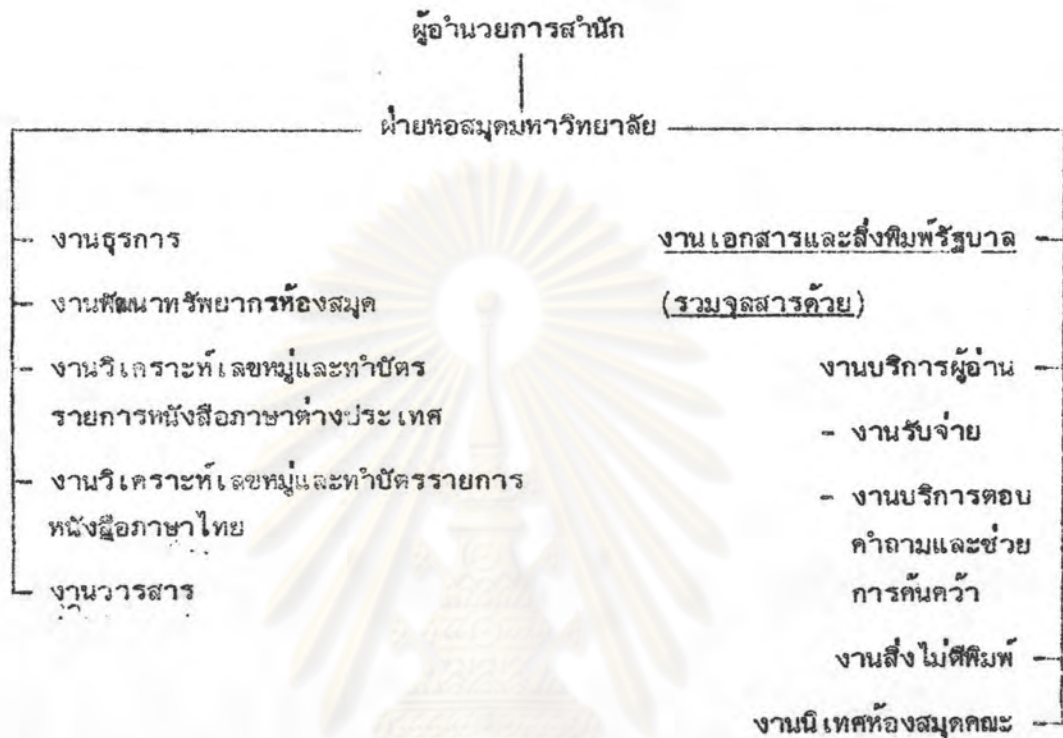 ผู้อำนวยการสำนัก
ฝ่ายหอสมุดมหาวิทยาลัย
- งานธุรการ
- งานพัฒนาทรัพยากรห้องสมุด
- งานวิเคราะห์เลขหมู่และทำบัตร
รายการหนังสือภาษาต่างประเทศ
- งานวิเคราะห์เลขหมู่และทำบัตรรายการ
หนังสือภาษาไทย
- งานวารสาร
งานเอกสารและสิ่งพิมพ์รัฐบาล -
(รวมจุลสารด้วย)
งานบริการผู้อ่าน -
- งานรับจ่าย
- งานบริการตอบ
คำถามและช่วย
การค้นคว้า
งานสิ่งไม่ตีพิมพ์ -
งานนิเทศห้องสมุดคณะ -